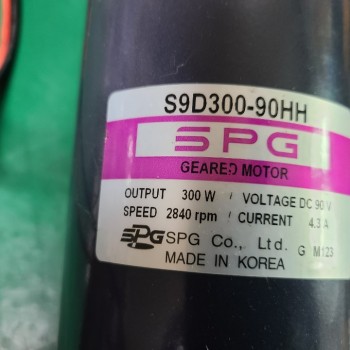 S9D300-90HH
SPG
GEARED MOTOR
OUTPUT 300 W / VOLTAGE DC 90 V
SPEED 2840 rpm / CURRENT 4.3 A
SPG SPG Co., Ltd. G M123
MADE IN KOREA